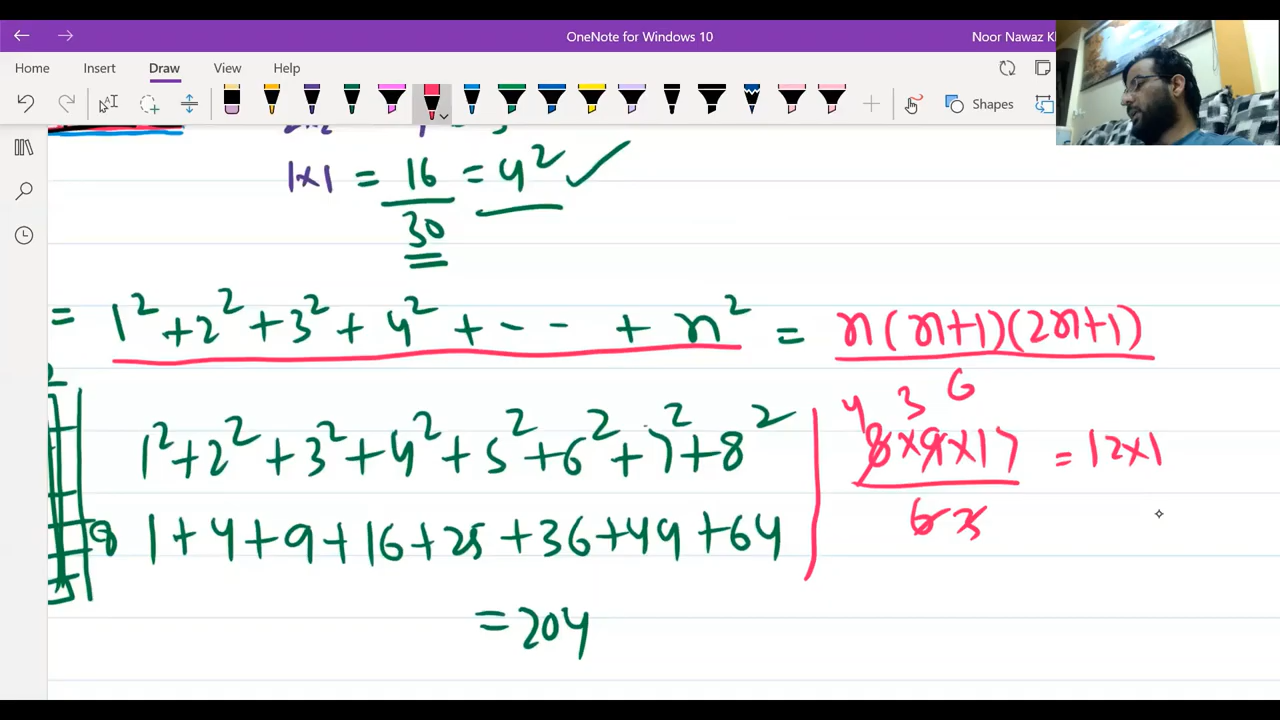 OneNote for Windows 10
Noor Nawaz K
Home Insert Draw View Help
Shapes
1x1 = 16 = 4² ✓
30
= 1² + 2² + 3² + 4² + - - + n² = n(n+1)(2n+1)
6
1² + 2² + 3² + 4² + 5² + 6² + 7² + 8²
4 3
8 x 9 x 17 = 12 x 1
6 3
8 1 + 4 + 9 + 16 + 25 + 36 + 49 + 64
= 204